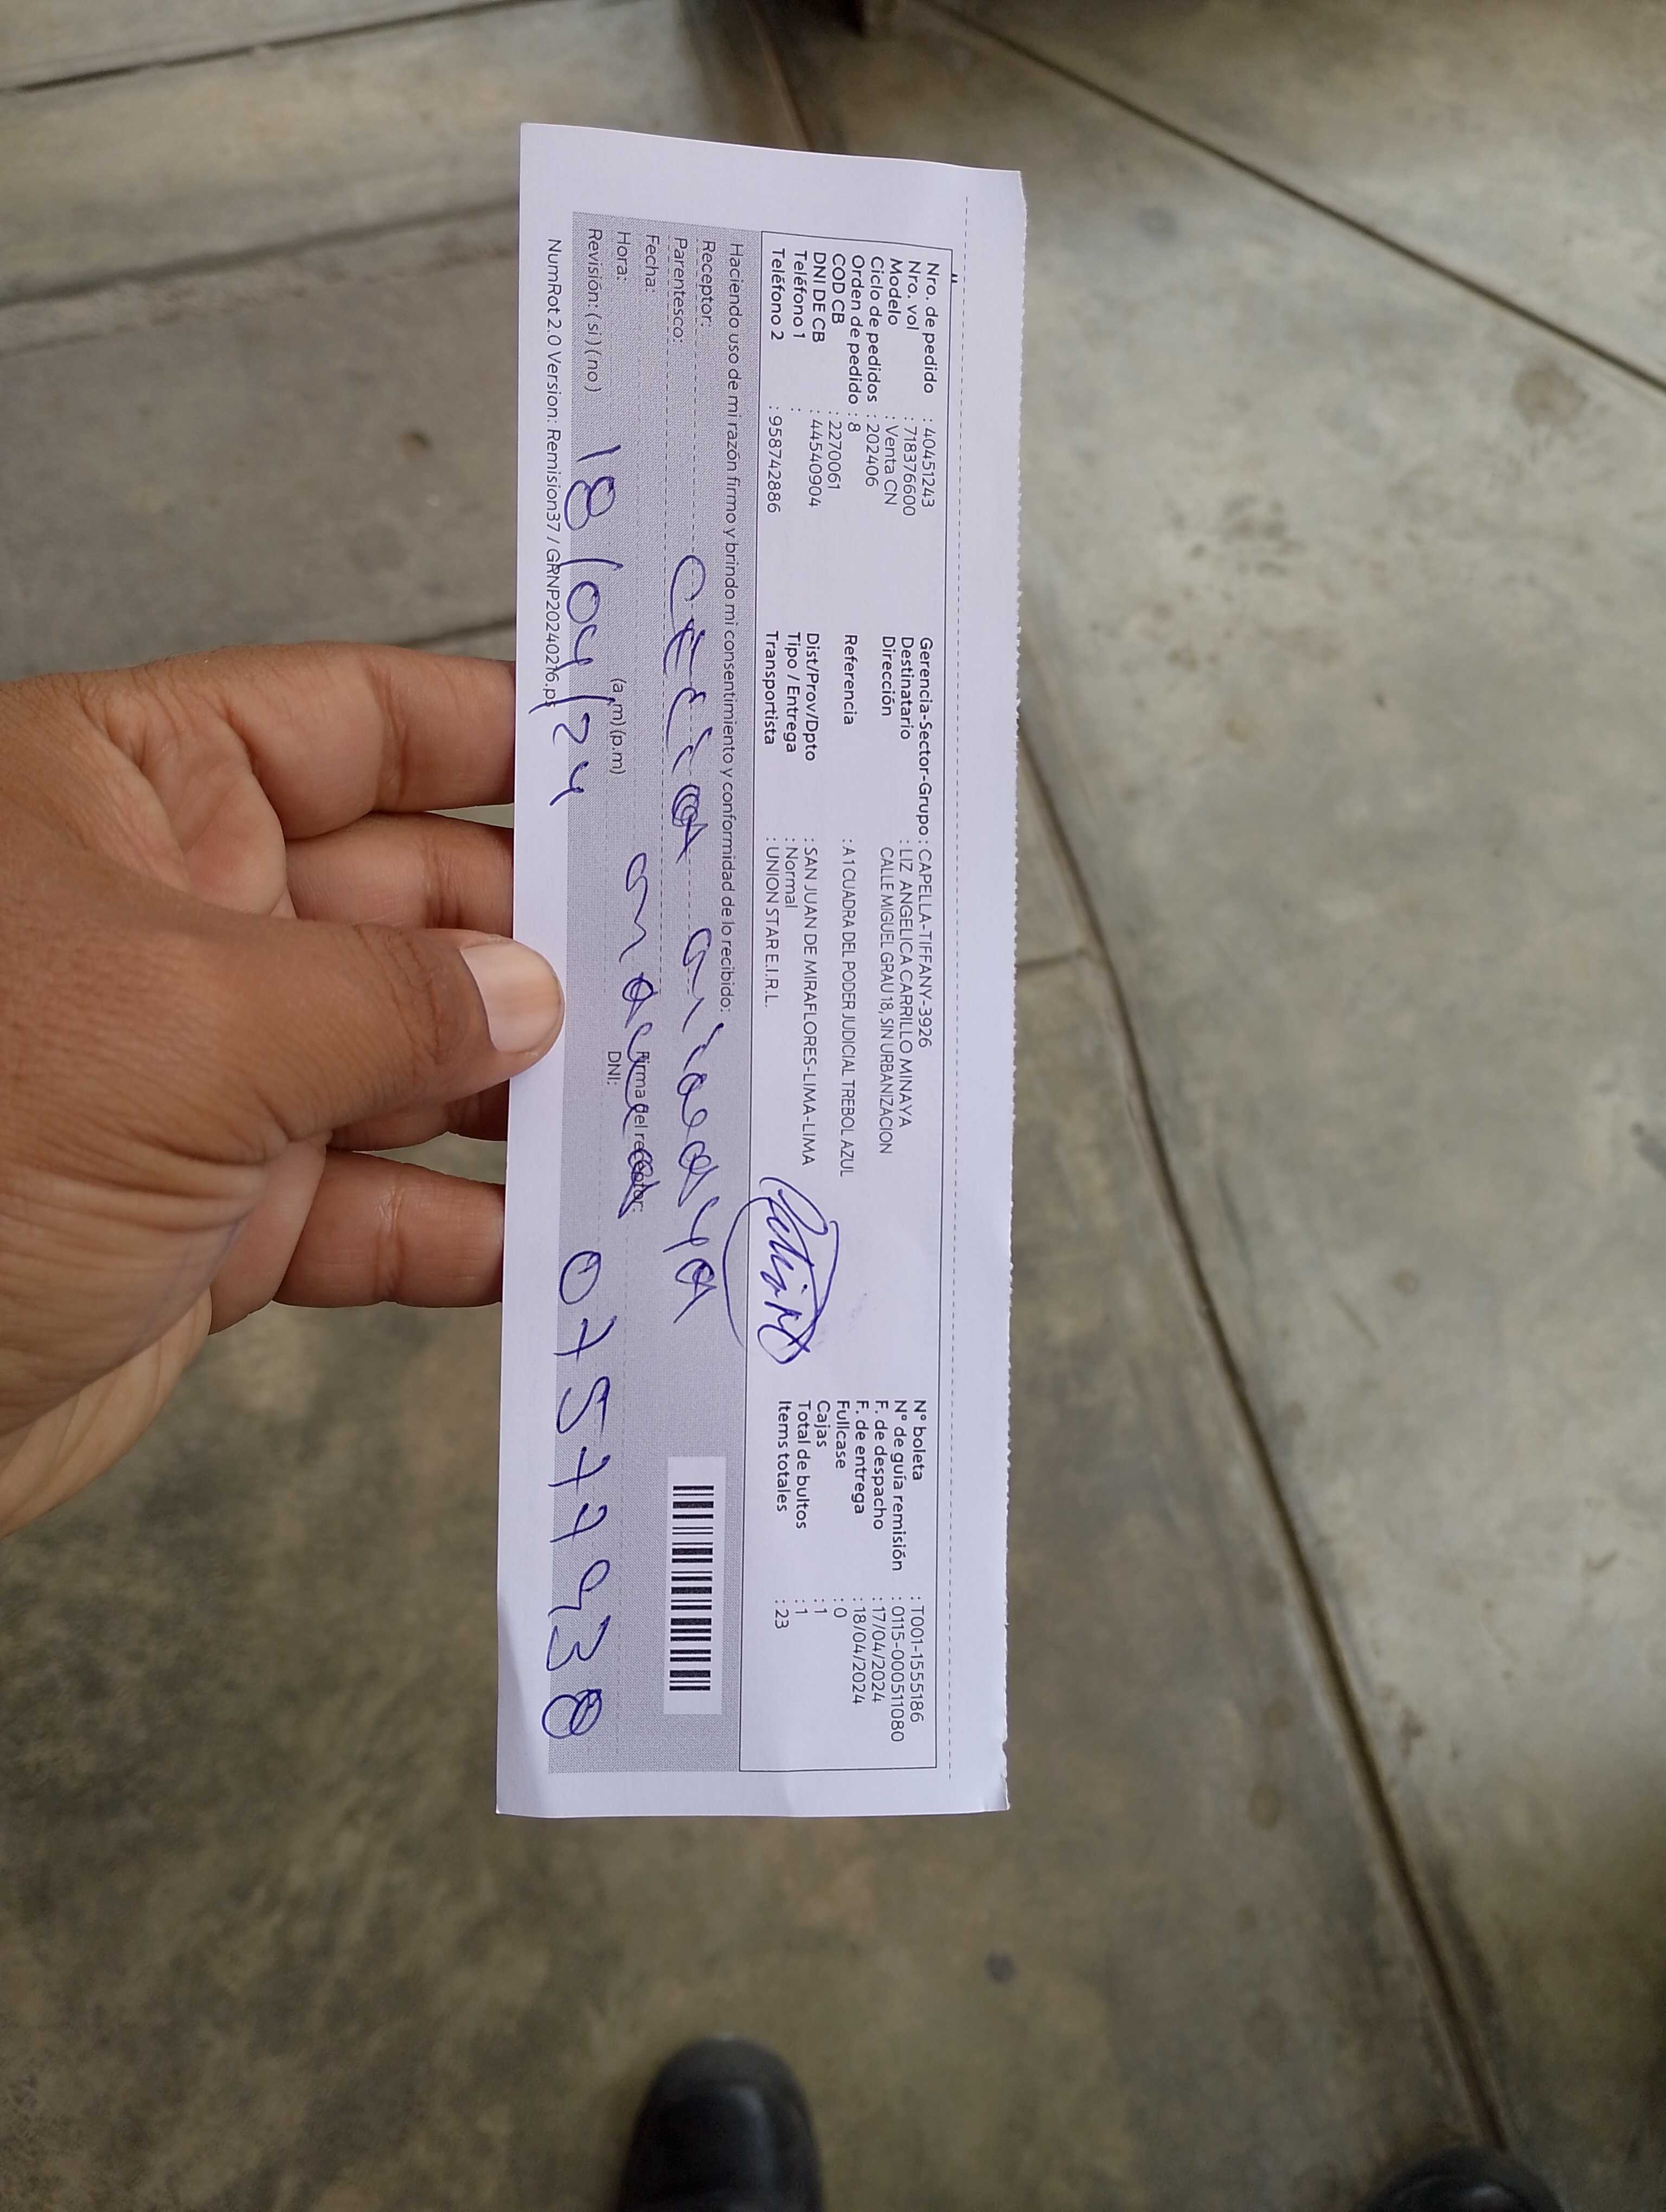 Nro. de pedido : 40451243
Nro. vol : 718376600
Modelo : Venta CN
Ciclo de pedidos : 202406
Orden de pedido : 8
COD CB : 2270061
DNI DE CB : 44540904
Teléfono 1 :
Teléfono 2 : 958742886
Gerencia-Sector-Grupo : CAPELLA-TIFFANY-3926
Destinatario : LIZ ANGELICA CARRILLO MINAYA
Dirección CALLE MIGUEL GRAU 18, SIN URBANIZACION
Referencia : A 1 CUADRA DEL PODER JUDICIAL TREBOL AZUL
Dist/Prov/Dpto : SAN JUAN DE MIRAFLORES-LIMA-LIMA
Tipo / Entrega : Normal
Transportista : UNION STAR E.I.R.L.
N° boleta : T001-1555186
N° de guía remisión : 0115-000511080
F. de despacho : 17/04/2024
F. de entrega : 18/04/2024
Fullcase : 0
Cajas : 1
Total de bultos : 1
Items totales : 23
Haciendo uso de mi razón firmo y brindo mi consentimiento y conformidad de lo recibido:
Receptor:
Parentesco:
Fecha:
Hora: (a.m) (p.m)
Firma del receptor:
DNI:
Revisión: ( si ) ( no )
18/04/24
07577938
NumRot 2.0 Version: Remision37 / GRNP20240216.p